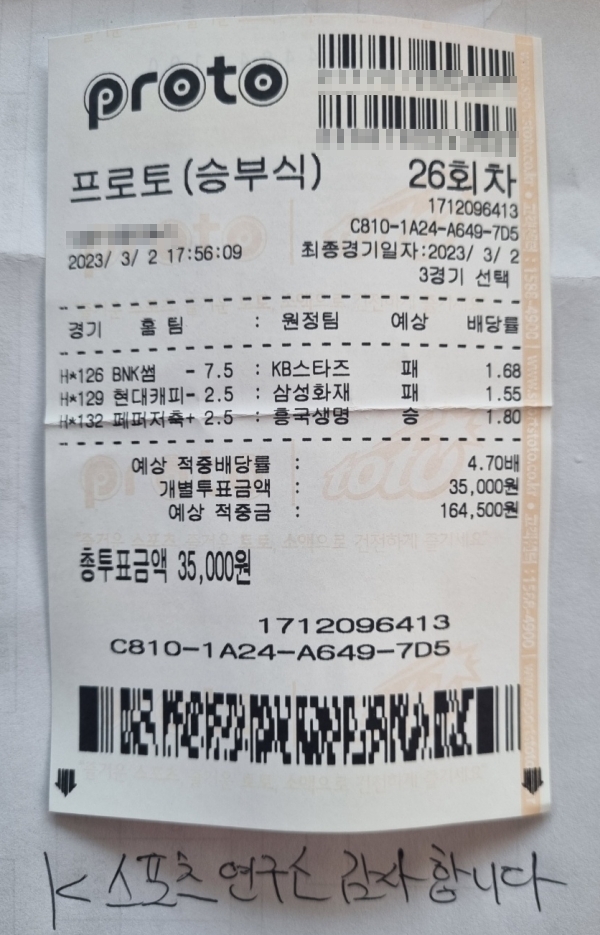 proto
프로토(승부식) 26회차
1712096413
C810-1A24-A649-7D5
2023/ 3/ 2 17:56:09 최종경기일자:2023/ 3/ 2
3경기 선택
경기 홈 팀 : 원정팀 예상 배당률
H*126 BNK썸 - 7.5 : KB스타즈 패 1.68
H*129 현대캐피- 2.5 : 삼성화재 패 1.55
H*132 페퍼저축+ 2.5 : 흥국생명 승 1.80
예상 적중배당률 : 4.70배
개별투표금액 : 35,000원
예상 적중금 : 164,500원
총투표금액 35,000원
1712096413
C810-1A24-A649-7D5
K 스포츠 연구소 감사합니다